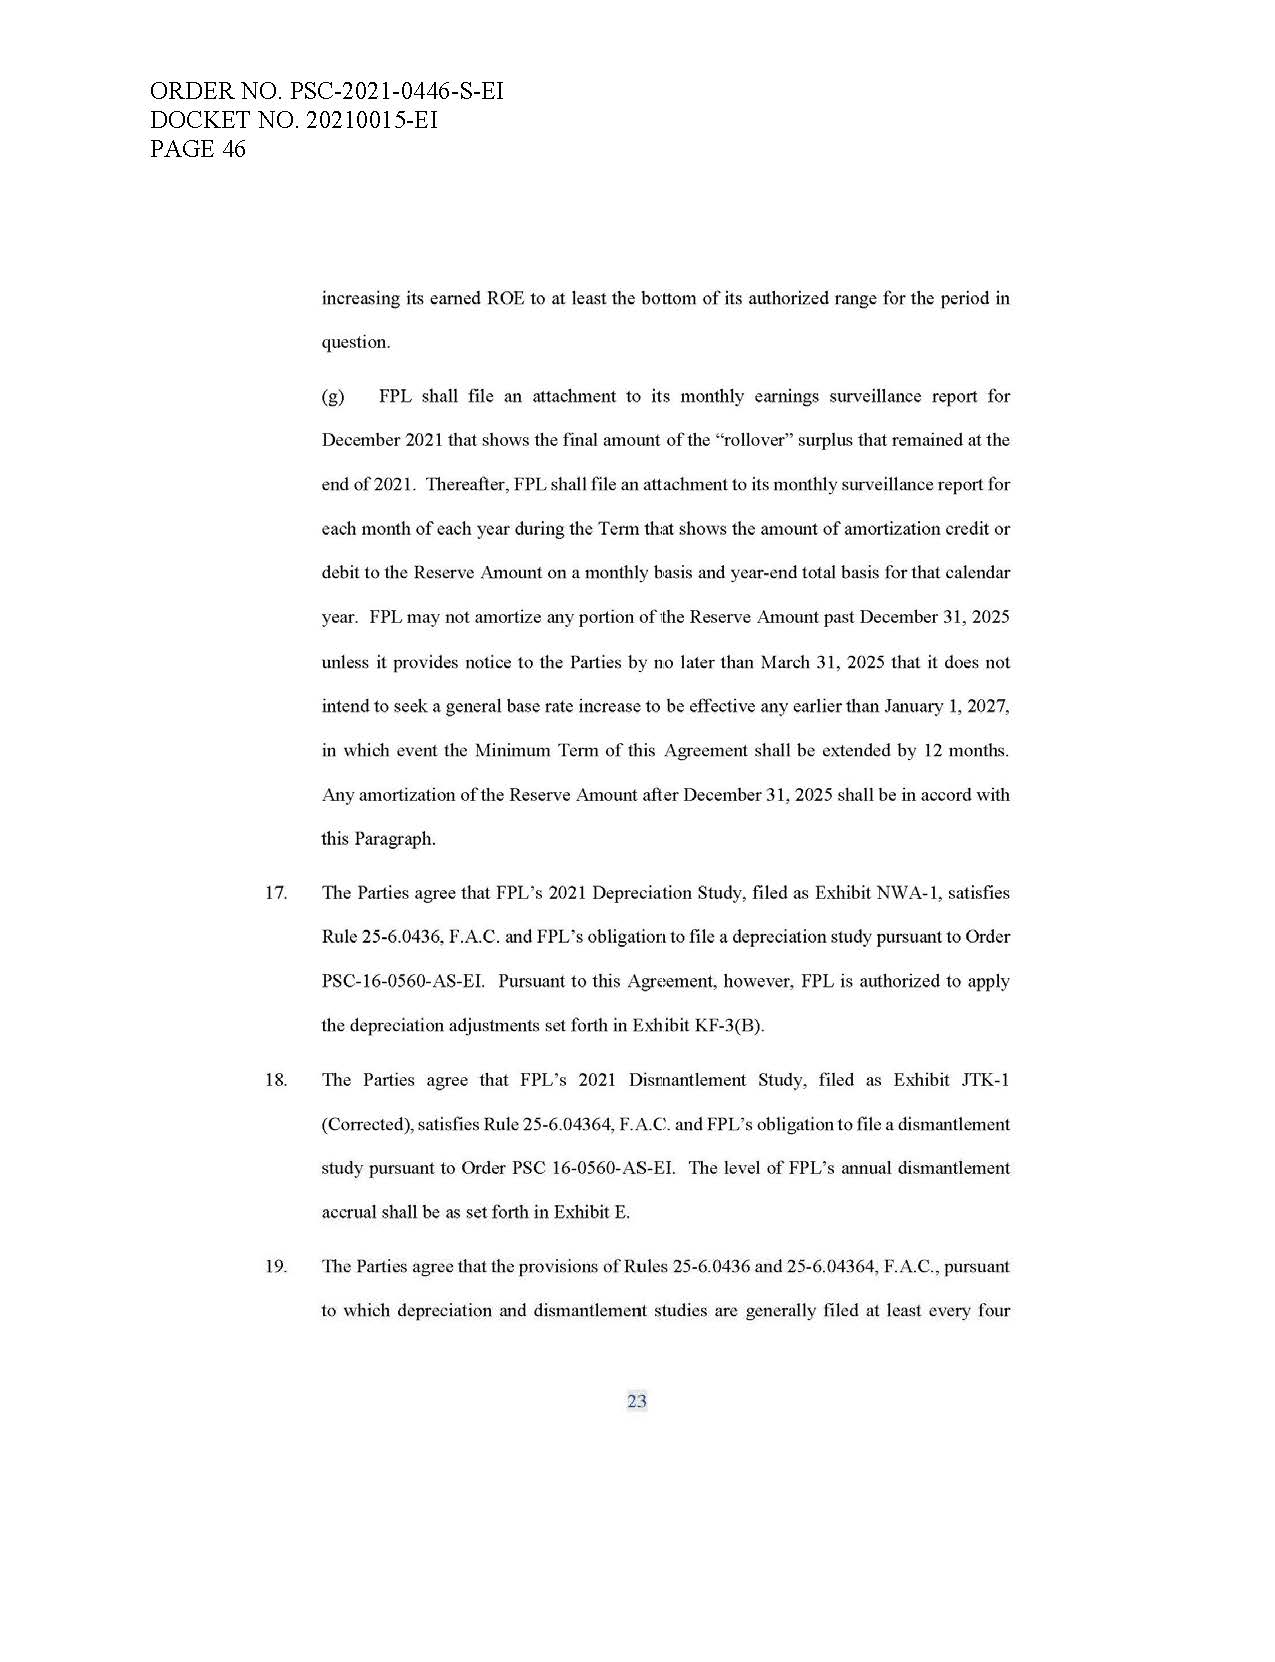 ORDER NO. PSC-2021-0446-S-EI
DOCKET NO. 20210015-EI
PAGE 46
increasing its earned ROE to at least the bottom of its authorized range for the period in
question.
(g) FPL shall file an attachment to its monthly earnings surveillance report for
December 2021 that shows the final amount of the “rollover” surplus that remained at the
end of 2021. Thereafter, FPL shall file an attachment to its monthly surveillance report for
each month of each year during the Term that shows the amount of amortization credit or
debit to the Reserve Amount on a monthly basis and year-end total basis for that calendar
year. FPL may not amortize any portion of the Reserve Amount past December 31, 2025
unless it provides notice to the Parties by no later than March 31, 2025 that it does not
intend to seek a general base rate increase to be effective any earlier than January 1, 2027,
in which event the Minimum Term of this Agreement shall be extended by 12 months.
Any amortization of the Reserve Amount after December 31, 2025 shall be in accord with
this Paragraph.
17. The Parties agree that FPL’s 2021 Depreciation Study, filed as Exhibit NWA-1, satisfies
Rule 25-6.0436, F.A.C. and FPL’s obligation to file a depreciation study pursuant to Order
PSC-16-0560-AS-EI. Pursuant to this Agreement, however, FPL is authorized to apply
the depreciation adjustments set forth in Exhibit KF-3(B).
18. The Parties agree that FPL’s 2021 Dismantlement Study, filed as Exhibit JTK-1
(Corrected), satisfies Rule 25-6.04364, F.A.C. and FPL’s obligation to file a dismantlement
study pursuant to Order PSC 16-0560-AS-EI. The level of FPL’s annual dismantlement
accrual shall be as set forth in Exhibit E.
19. The Parties agree that the provisions of Rules 25-6.0436 and 25-6.04364, F.A.C., pursuant
to which depreciation and dismantlement studies are generally filed at least every four
23